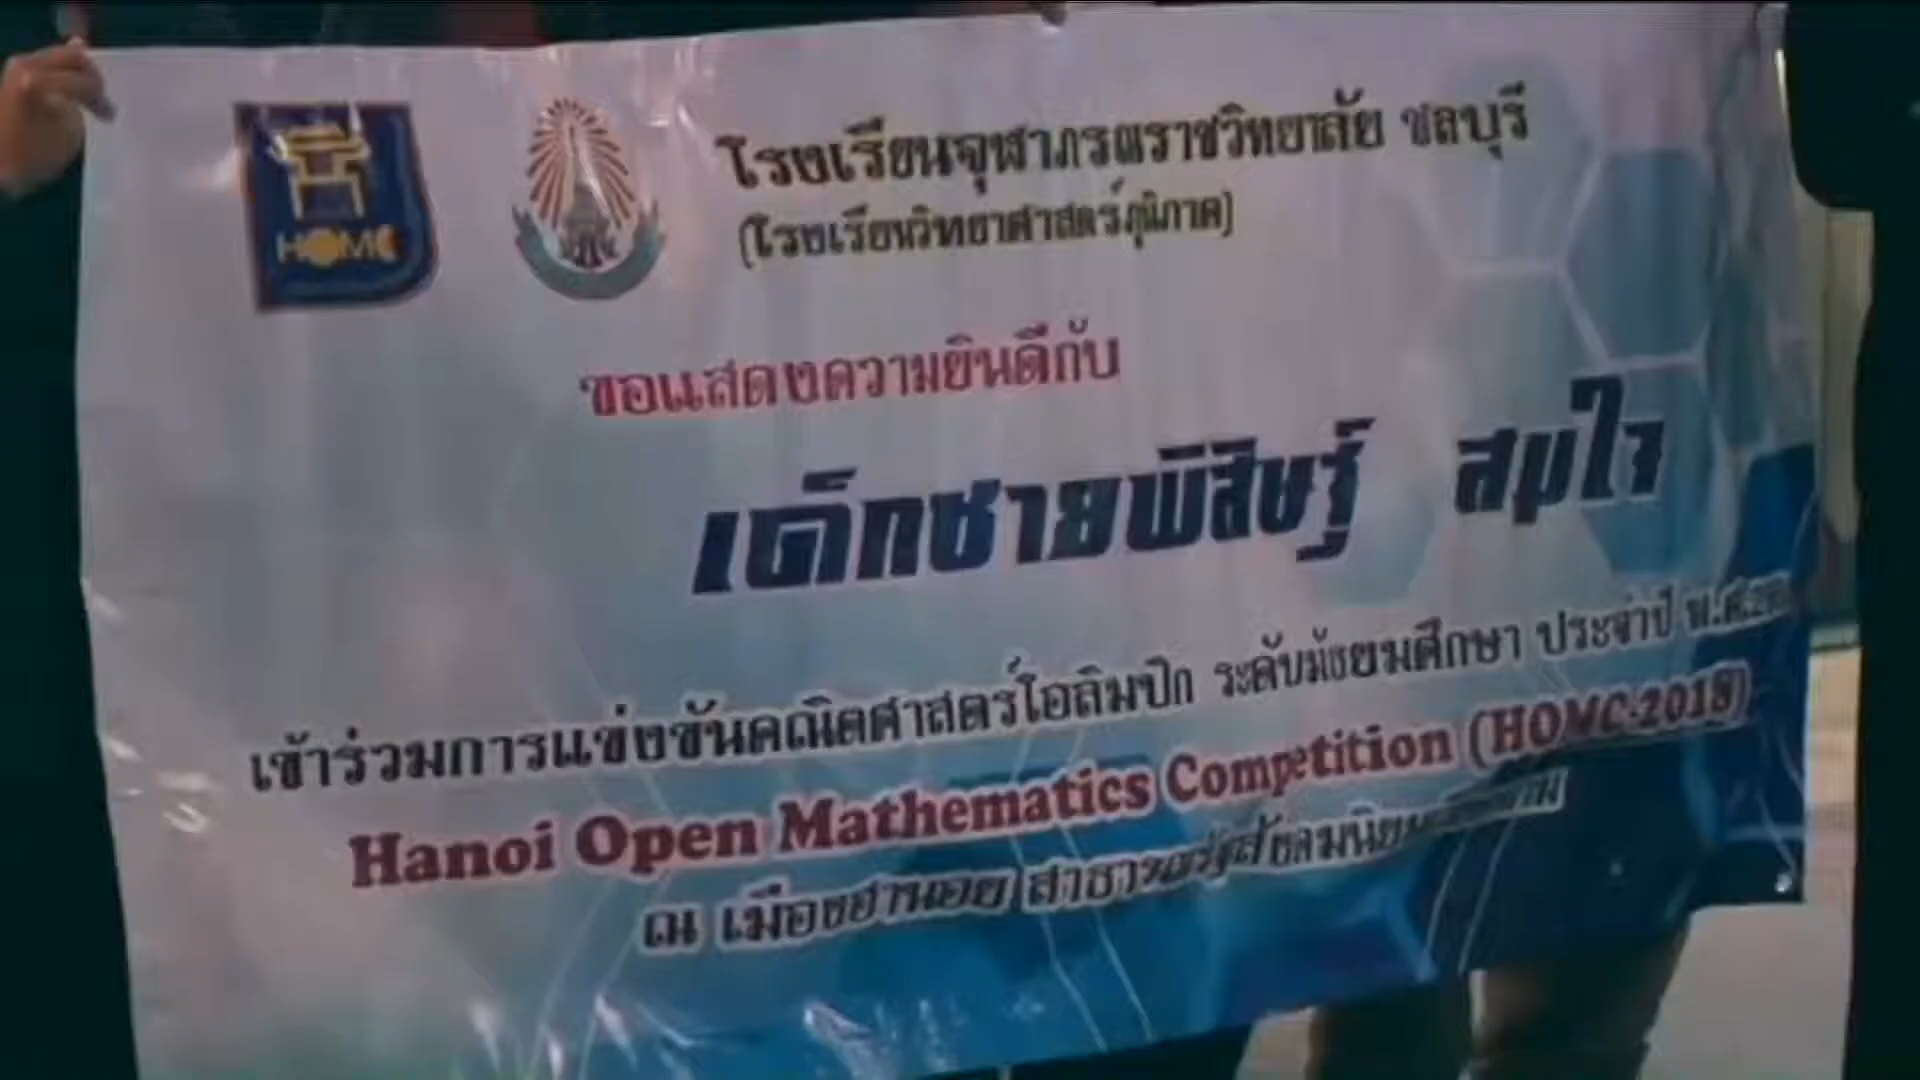 HOMC
โรงเรียนจุฬาภรณราชวิทยาลัย ชลบุรี
(โรงเรียนวิทยาศาสตร์ภูมิภาค)
ขอแสดงความยินดีกับ
เด็กชายพิสิษฐ์ สมใจ
เข้าร่วมการแข่งขันคณิตศาสตร์โอลิมปิก ระดับมัธยมศึกษา ประจำปี พ.ศ.
Hanoi Open Mathematics Competition (HOMC-2018)
ณ เมืองฮานอย สาธารณรัฐสังคมนิยม